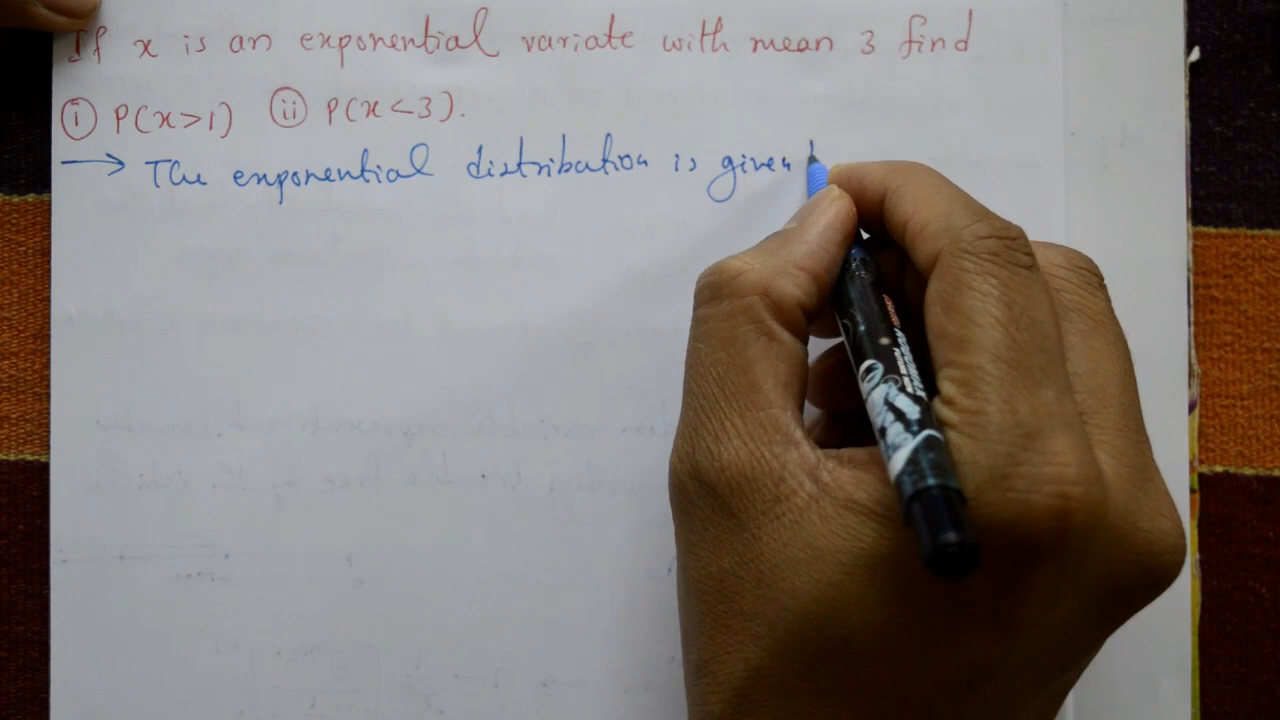 If x is an exponential variate with mean 3 find
(i) P(x>1) (ii) P(x<3).
→ The exponential distribution is given